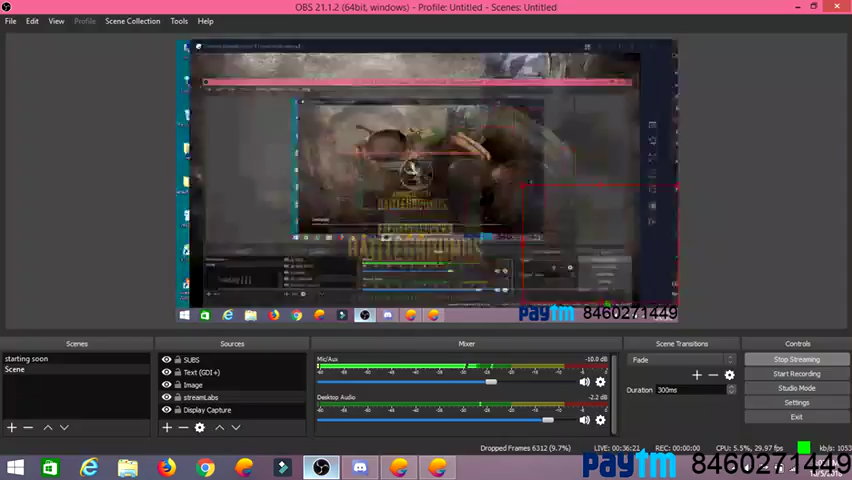 OBS 21.1.2 (64bit, windows) - Profile: Untitled - Scenes: Untitled
File Edit View Profile Scene Collection Tools Help
BATTLEGROUNDS
BATTLEGROUNDS
paytm 8460271449
Scenes
Sources
Mixer
Scene Transitions
Controls
starting soon
Scene
SUBS
Text (GDI+)
Image
streamLabs
Display Capture
Mic/Aux -10.0 dB
Desktop Audio -2.2 dB
Fade
Duration 300ms
Stop Streaming
Start Recording
Studio Mode
Settings
Exit
Dropped Frames 6312 (9.7%) LIVE: 00:36:21 REC: 00:00:00 CPU: 5.5%, 29.97 fps kb/s: 1053
paytm 8460271449